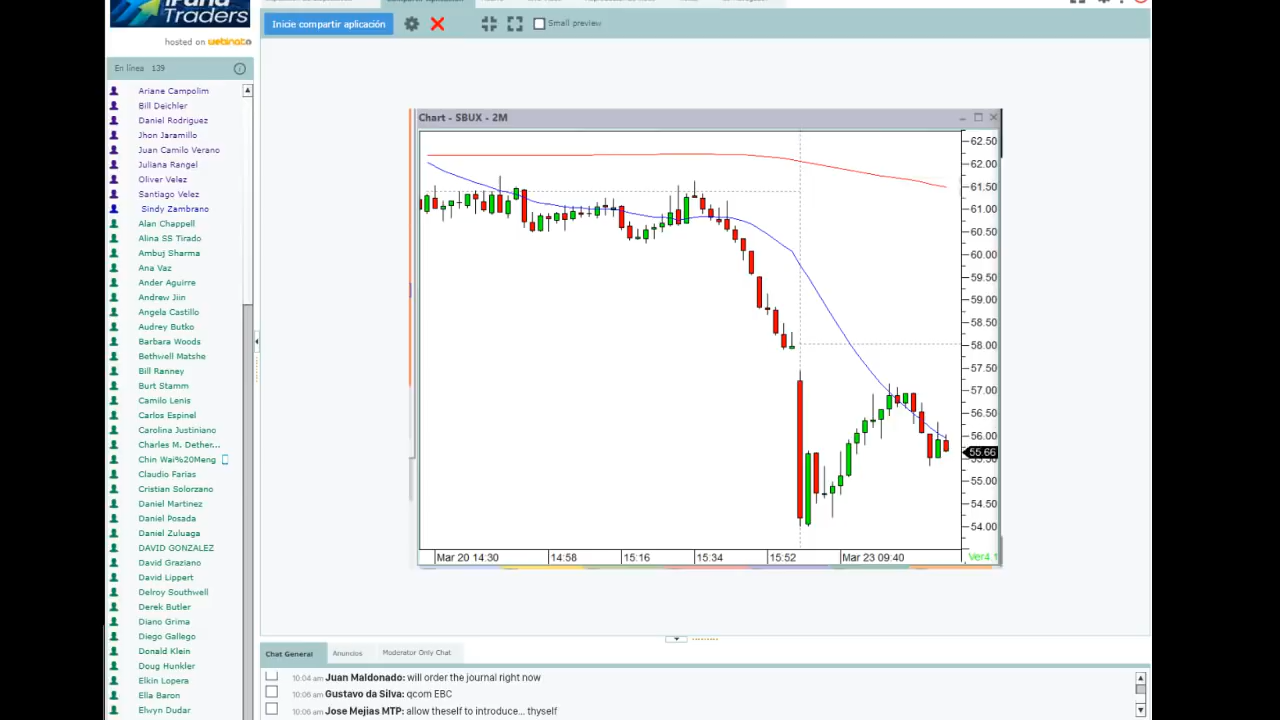 iFund
Traders
hosted on webinato
En línea 139
Ariane Campolim
Bill Deichler
Daniel Rodriguez
Jhon Jaramillo
Juan Camilo Verano
Juliana Rangel
Oliver Velez
Santiago Velez
Sindy Zambrano
Alan Chappell
Alina SS Tirado
Ambuj Sharma
Ana Vaz
Ander Aguirre
Andrew Jiin
Angela Castillo
Audrey Butko
Barbara Woods
Bethwell Matshe
Bill Ranney
Burt Stamm
Camilo Lenis
Carlos Espinel
Carolina Justiniano
Charles M. Dether...
Chin Wai%20Meng
Claudio Farías
Cristian Solorzano
Daniel Martinez
Daniel Posada
Daniel Zuluaga
DAVID GONZALEZ
David Graziano
David Lippert
Delroy Southwell
Derek Butler
Diano Grima
Diego Gallego
Donald Klein
Doug Hunkler
Elkin Lopera
Ella Baron
Elwyn Dudar
Inicie compartir aplicación
Small preview
Chart - SBUX - 2M
62.50
62.00
61.50
61.00
60.50
60.00
59.50
59.00
58.50
58.00
57.50
57.00
56.50
56.00
55.66
55.00
54.50
54.00
Mar 20 14:30 14:58 15:16 15:34 15:52 Mar 23 09:40 Ver4.1
Chat General Anuncios Moderator Only Chat
10:04 am Juan Maldonado: will order the journal right now
10:06 am Gustavo da Silva: qcom EBC
10:06 am Jose Mejias MTP: allow theself to introduce... thyself